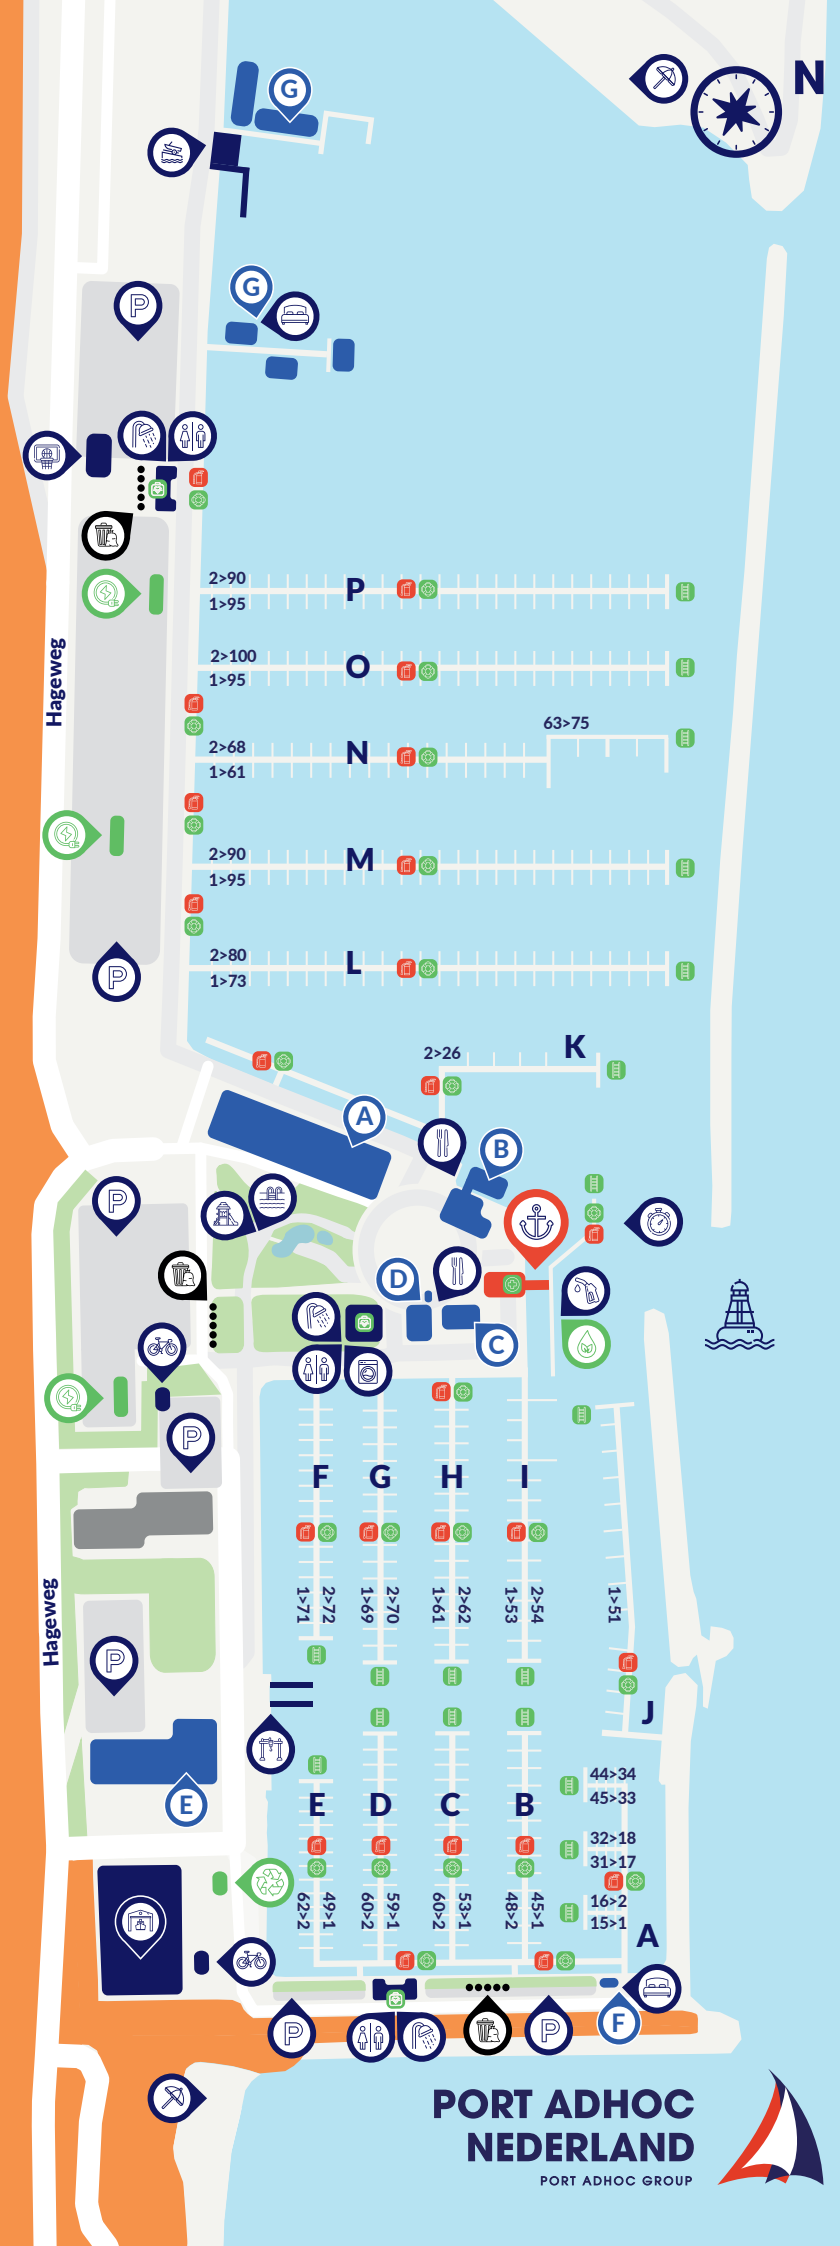 N
G
G
P
2>90
P
1>95
Hageweg
2>100
O
1>95
63>75
2>68
N
1>61
2>90
M
1>95
2>80
L
1>73
P
2>26
K
A
B
P
D
C
P
F
G
H
I
1>71
2>72
1>69
2>70
1>61
2>62
1>53
2>54
1>51
Hageweg
P
J
E
44>34
45>33
E
D
C
B
32>18
31>17
62>2
49>1
60>2
59>1
60>2
53>1
48>2
45>1
16>2
15>1
A
P
P
F
PORT ADHOC
NEDERLAND
PORT ADHOC GROUP